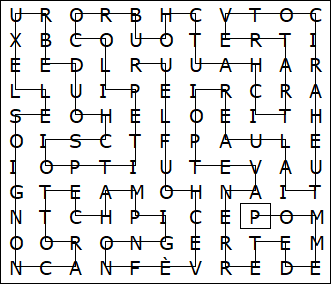 U R O R B H C V T O C
X B C O U O T E R T I
E E D L R U U A H A R
L L U I P E I R C R A
S E O H E L O E I T H
O I S C T F P A U L E
I O P T I U T E V A U
G T E A M O H N A I T
N T C H P I C E P O M
O O R O N G E R T E M
N C A N F È V R E D E